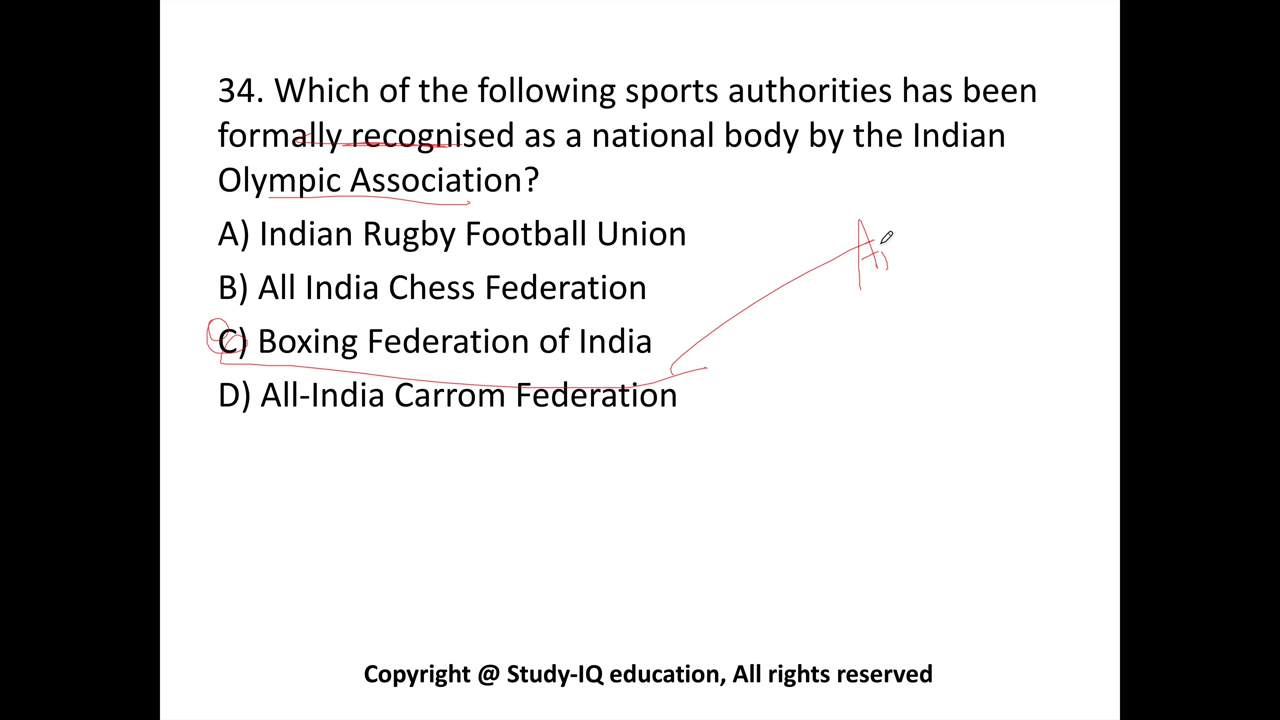 34. Which of the following sports authorities has been
formally recognised as a national body by the Indian
Olympic Association?
A) Indian Rugby Football Union
B) All India Chess Federation
C) Boxing Federation of India
D) All-India Carrom Federation
Copyright @ Study-IQ education, All rights reserved